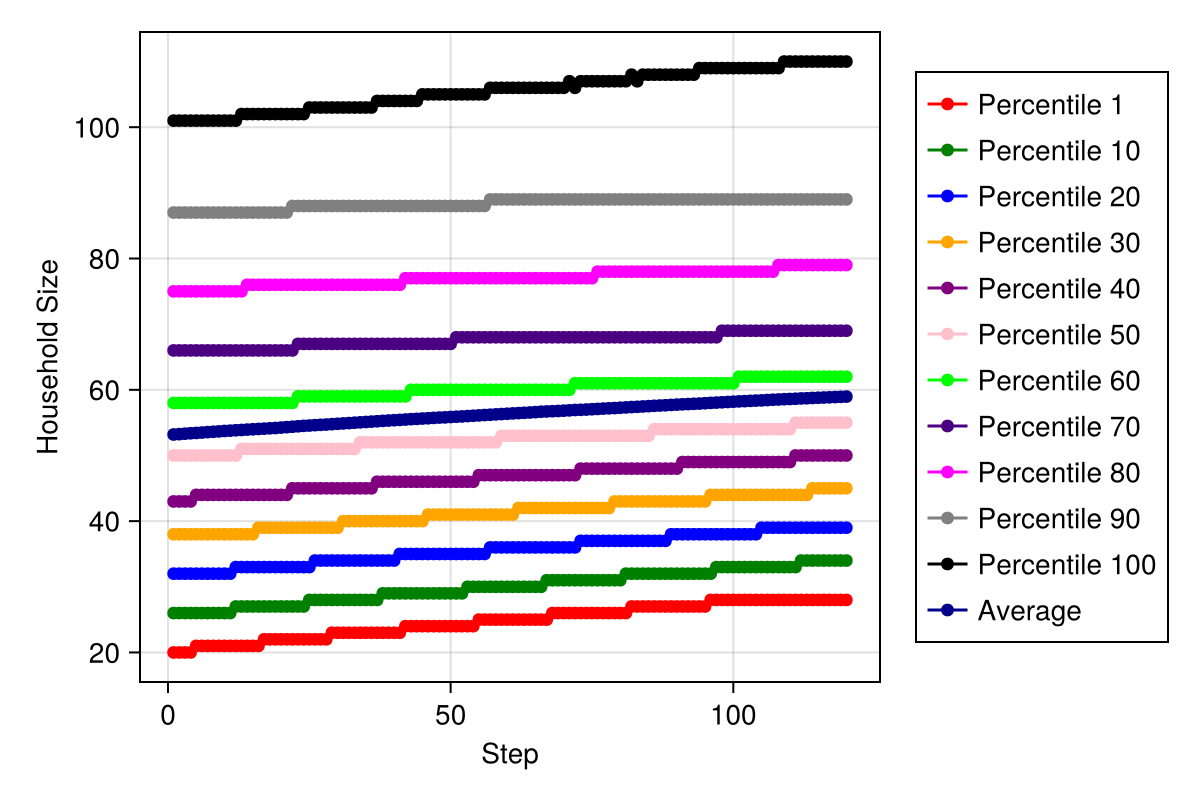 100
80
60
40
20
0
50
100
Household Size
Step
Percentile 1
Percentile 10
Percentile 20
Percentile 30
Percentile 40
Percentile 50
Percentile 60
Percentile 70
Percentile 80
Percentile 90
Percentile 100
Average